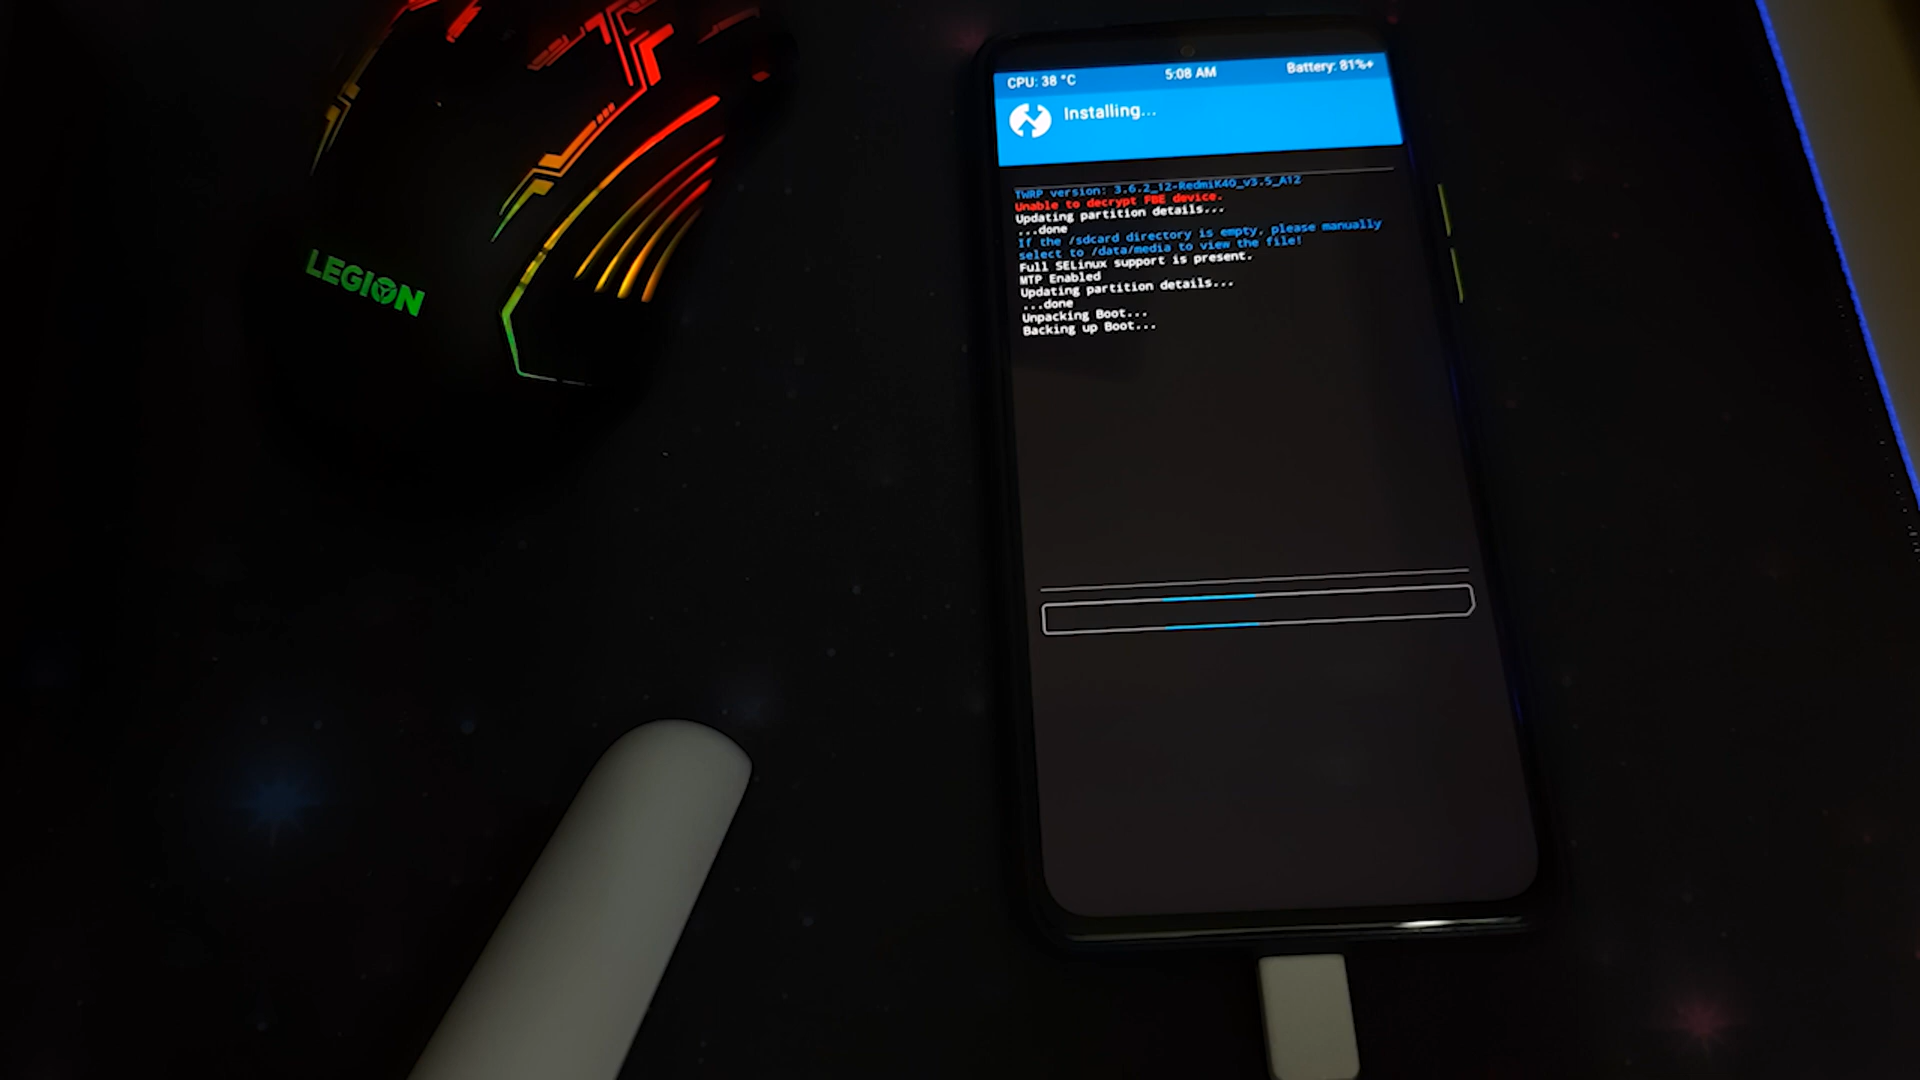 LEGION
CPU: 38 °C
5:08 AM
Battery: 81%+
Installing...
TWRP version: 3.6.2_12-RedmiK40_v3.5_A12
Unable to decrypt FBE device.
Updating partition details...
...done
If the /sdcard directory is empty, please manually
select to /data/media to view the file!
Full SELinux support is present.
MTP Enabled
Updating partition details...
...done
Unpacking Boot...
Backing up Boot...